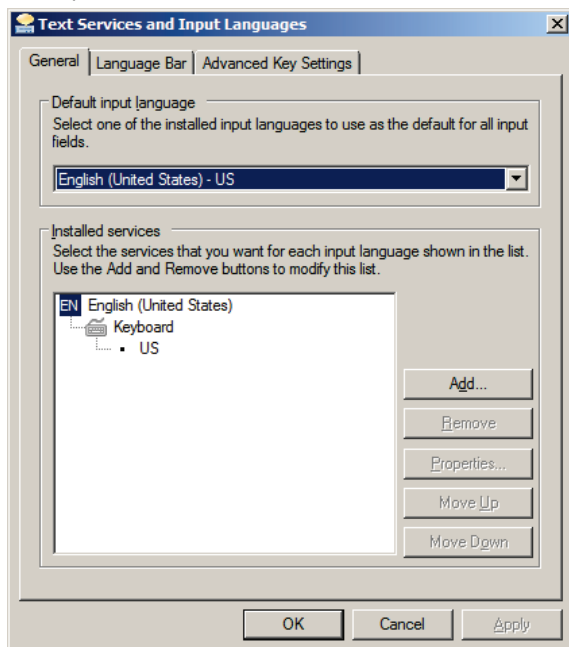 Text Services and Input Languages
General
Language Bar
Advanced Key Settings
Default input language
Select one of the installed input languages to use as the default for all input
fields.
English (United States) - US
Installed services
Select the services that you want for each input language shown in the list.
Use the Add and Remove buttons to modify this list.
EN English (United States)
Keyboard
US
Add...
Remove
Properties...
Move Up
Move Down
OK
Cancel
Apply